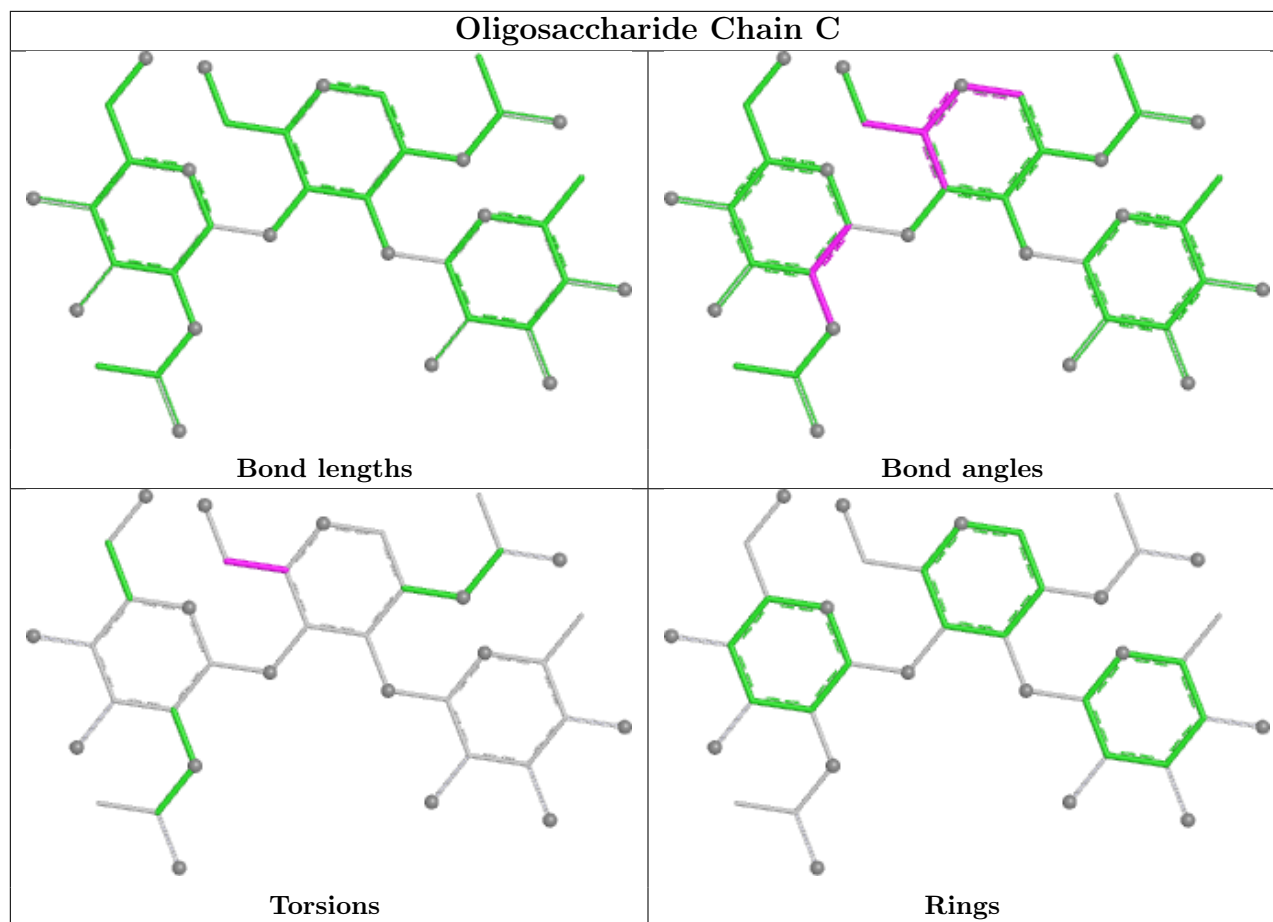 Oligosaccharide Chain C
Bond lengths
Bond angles
Torsions
Rings